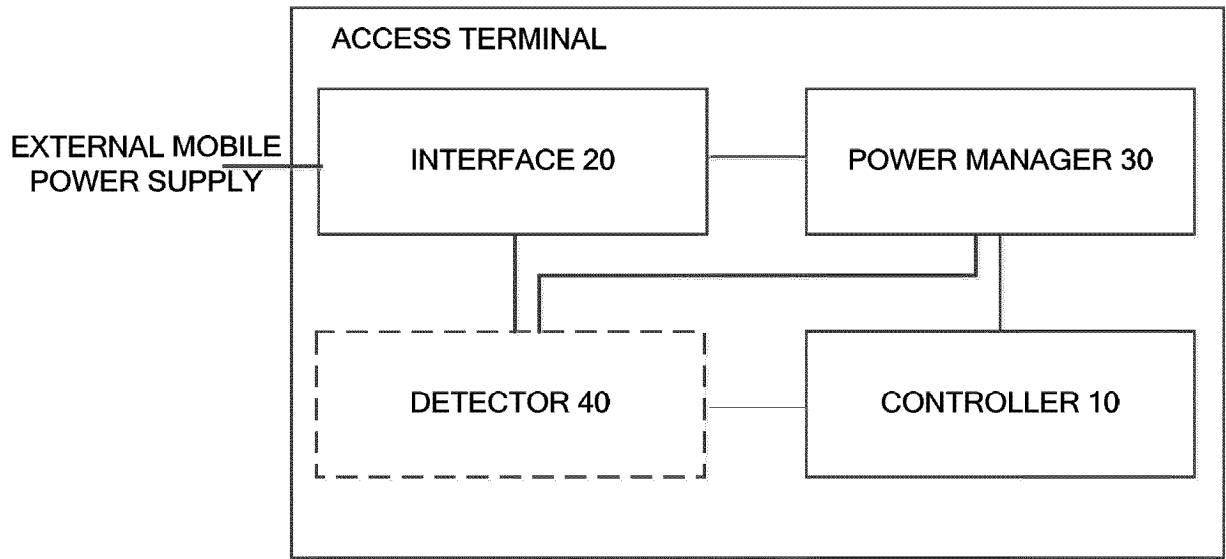 ACCESS TERMINAL
EXTERNAL MOBILE
POWER SUPPLY
INTERFACE 20
POWER MANAGER 30
DETECTOR 40
CONTROLLER 10